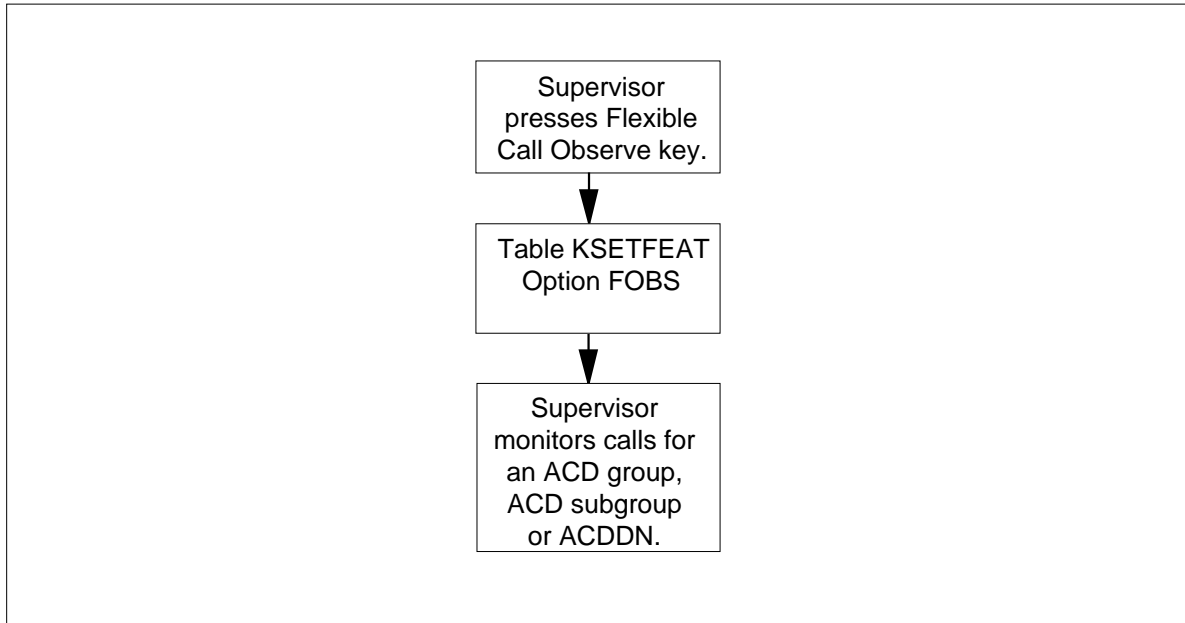 Supervisor
presses Flexible
Call Observe key.
Table KSETFEAT
Option FOBS
Supervisor
monitors calls for
an ACD group,
ACD subgroup
or ACDDN.